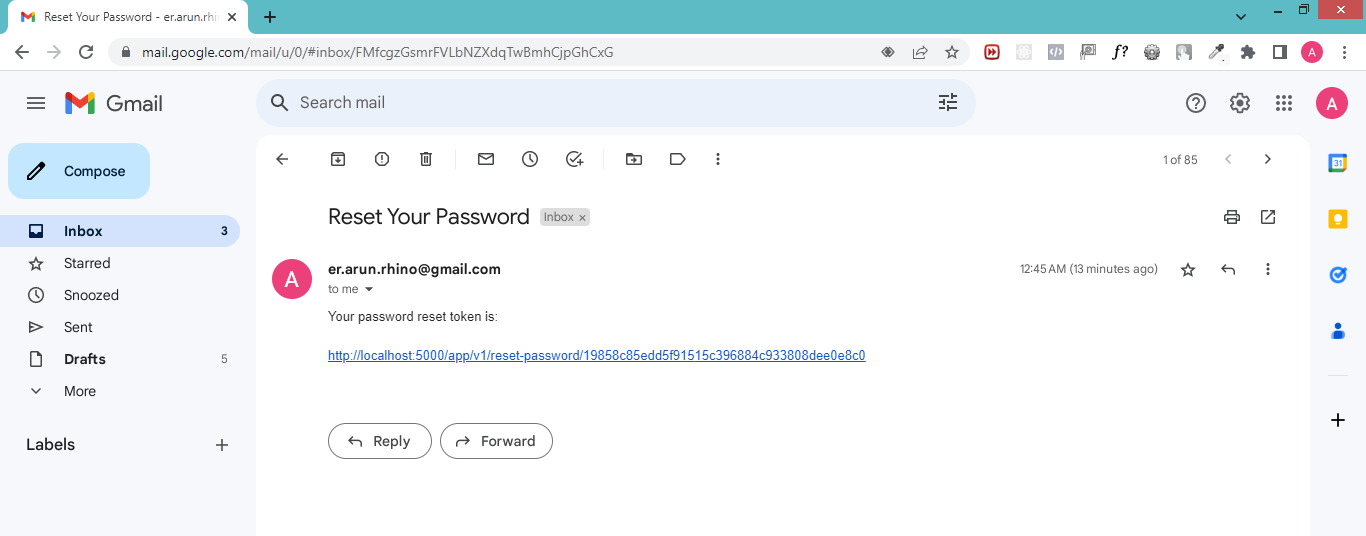 Reset Your Password - er.arun.rhi
mail.google.com/mail/u/0/#inbox/FMfcgzGsmrFVLbNZXdqTwBmhCjpGhCxG
f?
A
Gmail
Search mail
A
Compose
1 of 85
31
Reset Your Password
Inbox ×
Inbox 3
Starred
A
er.arun.rhino@gmail.com
12:45 AM (13 minutes ago)
to me
Snoozed
Your password reset token is:
Sent
http://localhost:5000/app/v1/reset-password/19858c85edd5f91515c396884c933808dee0e8c0
Drafts 5
More
Reply
Forward
Labels